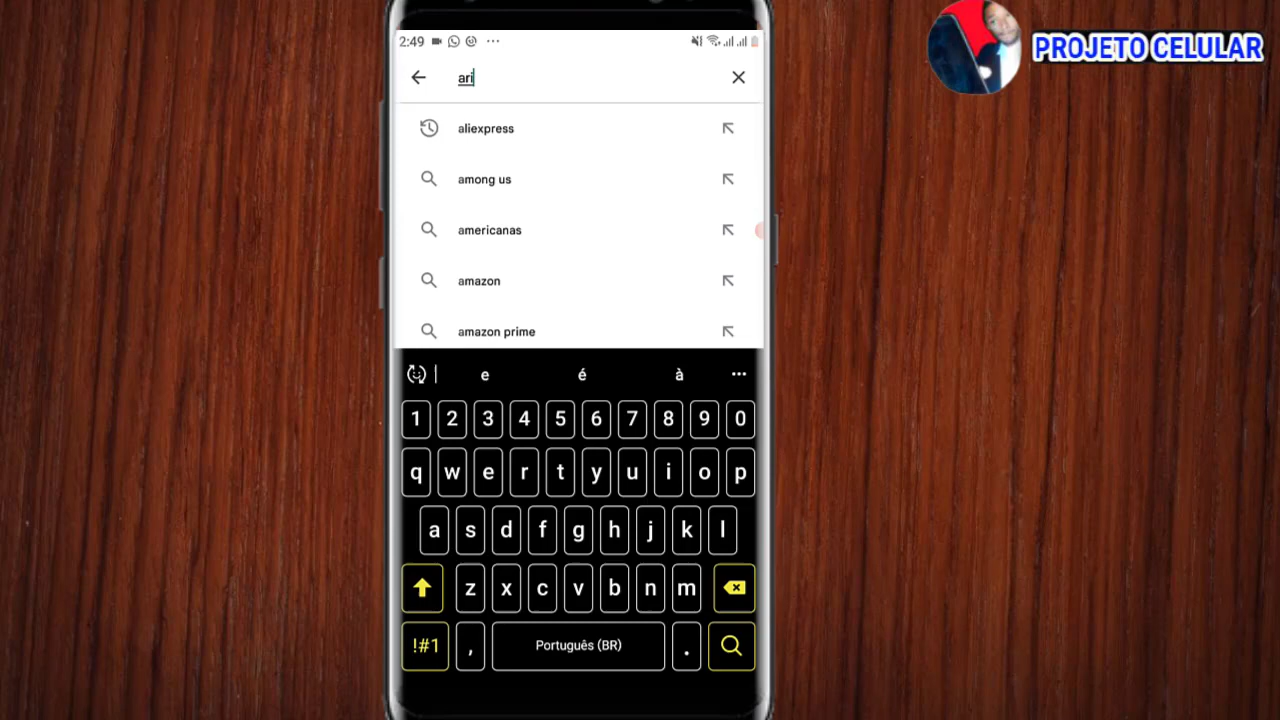 PROJETO CELULAR
2:49
ari
aliexpress
among us
americanas
amazon
amazon prime
e é à
1 2 3 4 5 6 7 8 9 0
q w e r t y u i o p
a s d f g h j k l
z x c v b n m
!#1 , Português (BR) .